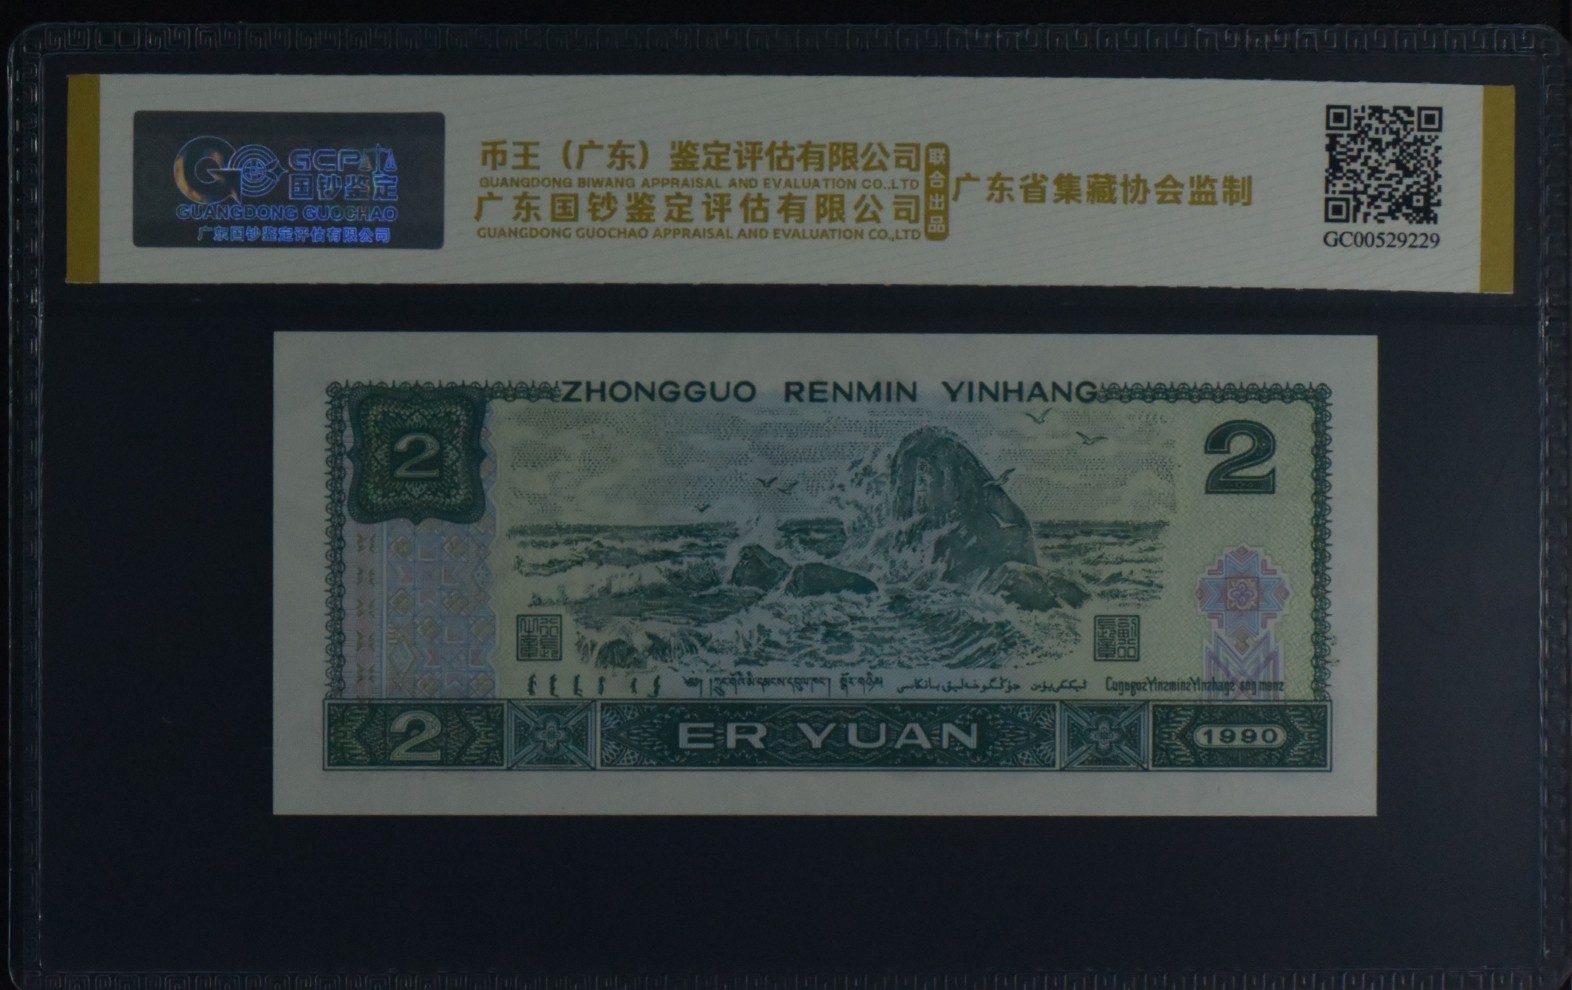 GCP
国钞鉴定
GUANGDONG GUOCHAO
广东国钞鉴定评估有限公司
币王（广东）鉴定评估有限公司
GUANGDONG BIWANG APPRAISAL AND EVALUATION CO.,LTD
广东国钞鉴定评估有限公司
GUANGDONG GUOCHAO APPRAISAL AND EVALUATION CO.,LTD
联合出品
广东省集藏协会监制
GC00529229
ZHONGGUO RENMIN YINHANG
2
2
2
ER YUAN
1990